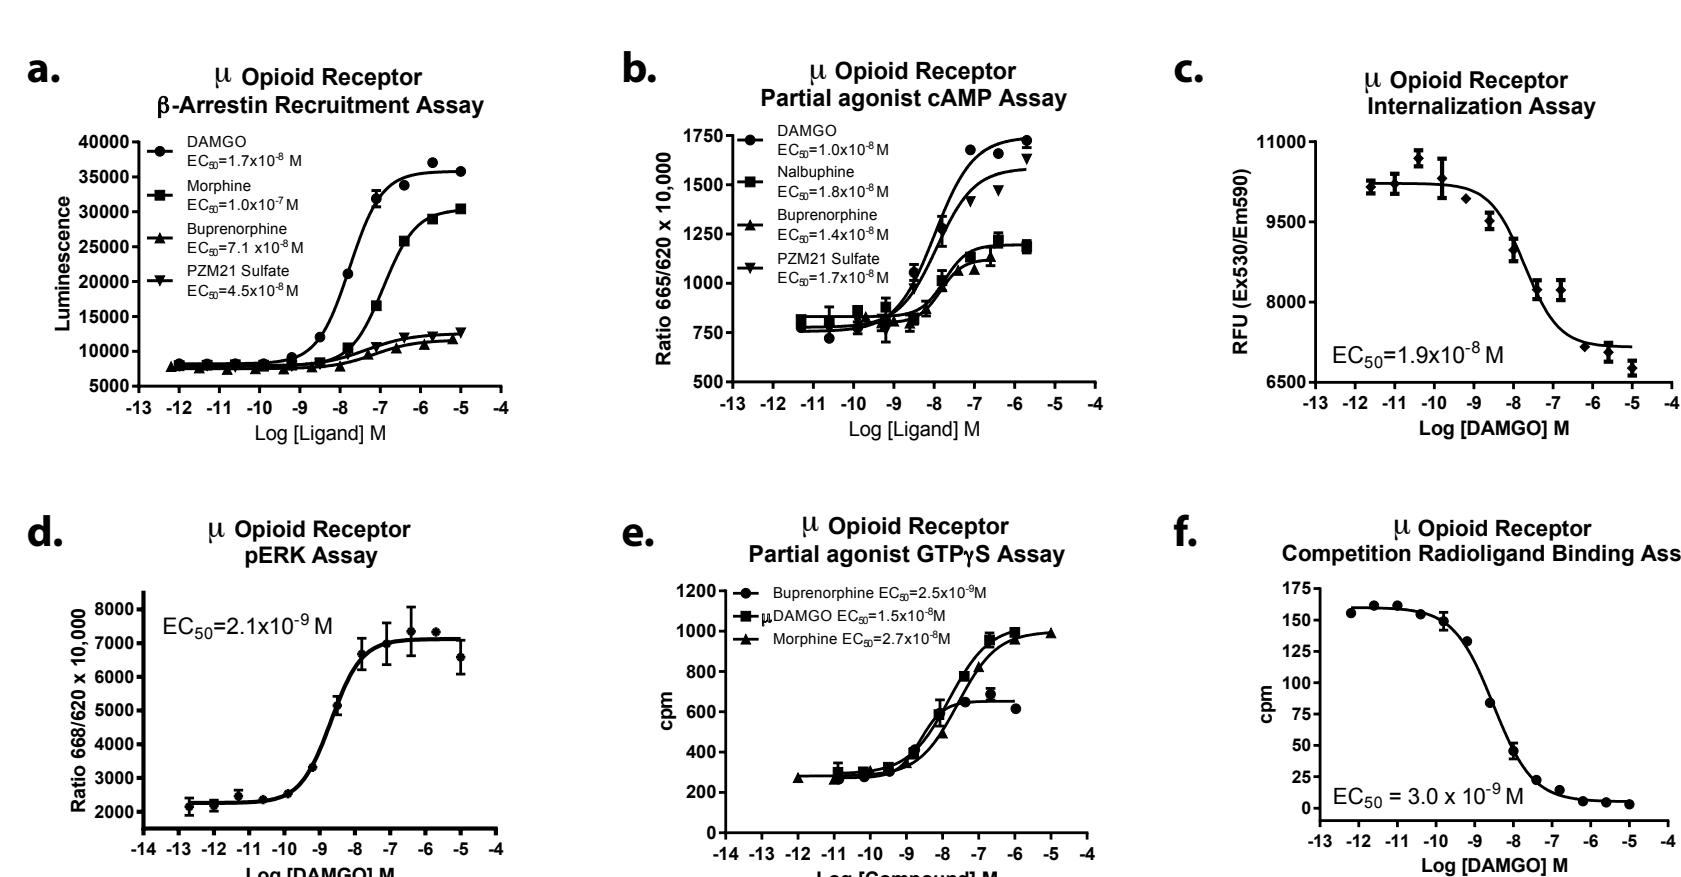 a.
μ Opioid Receptor
β-Arrestin Recruitment Assay
40000
35000
30000
25000
20000
15000
10000
5000
Luminescence
DAMGO
EC50=1.7x10-8 M
Morphine
EC50=1.0x10-7 M
Buprenorphine
EC50=7.1 x10-8 M
PZM21 Sulfate
EC50=4.5x10-8 M
-13 -12 -11 -10 -9 -8 -7 -6 -5 -4
Log [Ligand] M
b.
μ Opioid Receptor
Partial agonist cAMP Assay
1750
1500
1250
1000
750
500
Ratio 665/620 x 10,000
DAMGO
EC50=1.0x10-8 M
Nalbuphine
EC50=1.8x10-8 M
Buprenorphine
EC50=1.4x10-8 M
PZM21 Sulfate
EC50=1.7x10-8 M
-13 -12 -11 -10 -9 -8 -7 -6 -5 -4
Log [Ligand] M
c.
μ Opioid Receptor
Internalization Assay
11000
9500
8000
6500
RFU (Ex530/Em590)
EC50=1.9x10-8 M
-13 -12 -11 -10 -9 -8 -7 -6 -5 -4
Log [DAMGO] M
d.
μ Opioid Receptor
pERK Assay
8000
7000
6000
5000
4000
3000
2000
Ratio 668/620 x 10,000
EC50=2.1x10-9 M
-14 -13 -12 -11 -10 -9 -8 -7 -6 -5 -4
Log [DAMGO] M
e.
μ Opioid Receptor
Partial agonist GTPγS Assay
1200
1000
800
600
400
200
0
cpm
Buprenorphine EC50=2.5x10-9M
μDAMGO EC50=1.5x10-8M
Morphine EC50=2.7x10-8M
-14 -13 -12 -11 -10 -9 -8 -7 -6 -5 -4
Log [Compound] M
f.
μ Opioid Receptor
Competition Radioligand Binding Ass
175
150
125
100
75
50
25
0
cpm
EC50 = 3.0 x 10-9 M
-13 -12 -11 -10 -9 -8 -7 -6 -5 -4
Log [DAMGO] M